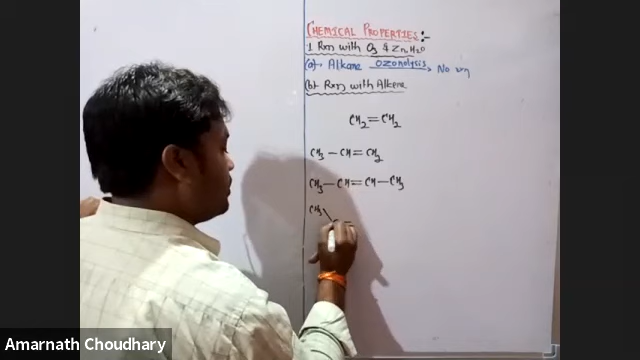 CHEMICAL PROPERTIES:-
1 Rxn with O3 & Zn, H2O
(a)→ Alkane ozonolysis → No rxn
(b)→ Rxn with Alkene
CH2=CH2
CH3-CH=CH2
CH3-CH=CH-CH3
CH3
Amarnath Choudhary